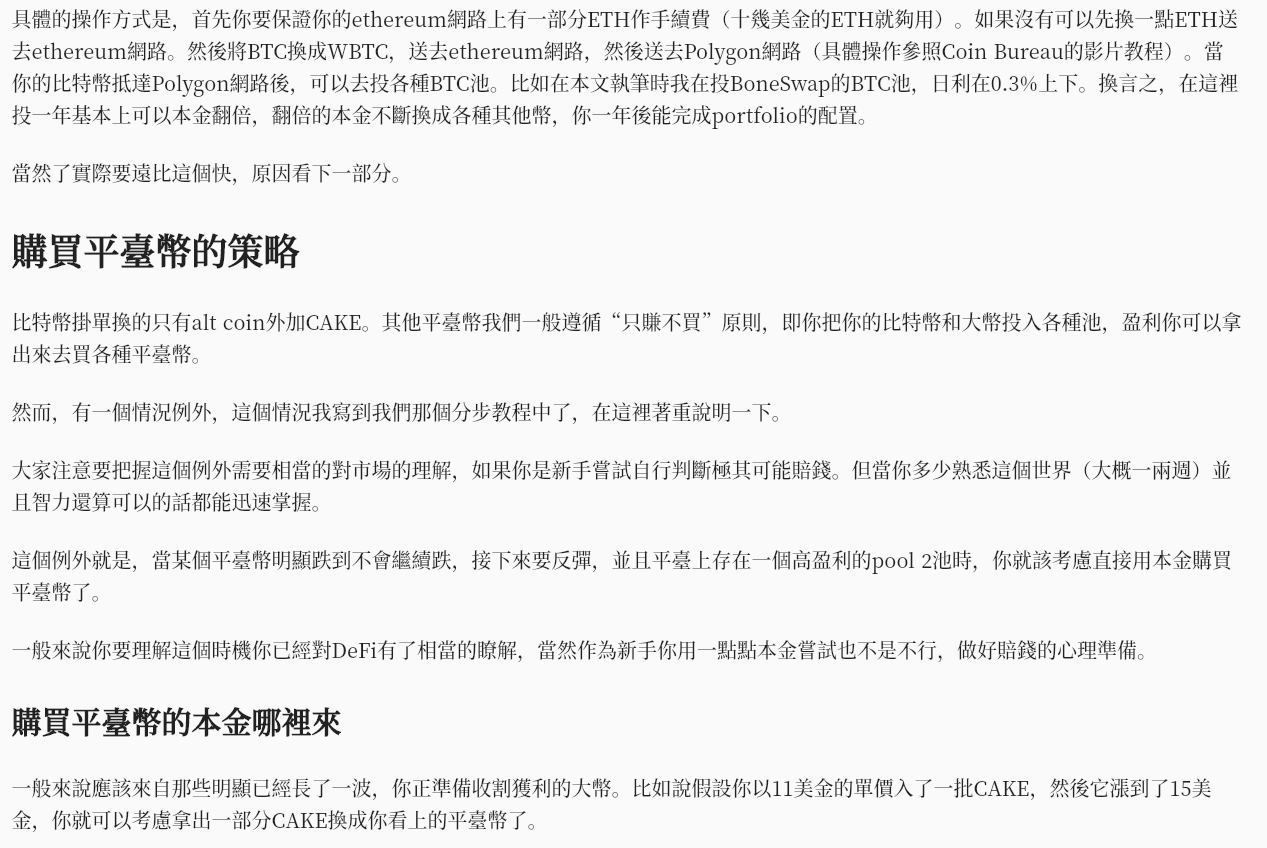 具體的操作方式是，首先你要保證你的ethereum網路上有一部分ETH作手續費（十幾美金的ETH就夠用）。如果沒有可以先換一點ETH送
去ethereum網路。然後將BTC換成WBTC，送去ethereum網路，然後送去Polygon網路（具體操作參照Coin Bureau的影片教程）。當
你的比特幣抵達Polygon網路後，可以去投各種BTC池。比如在本文執筆時我在投BoneSwap的BTC池，日利在0.3%上下。換言之，在這裡
投一年基本上可以本金翻倍，翻倍的本金不斷換成各種其他幣，你一年後能完成portfolio的配置。
當然了實際要遠比這個快，原因看下一部分。
購買平臺幣的策略
比特幣掛單換的只有alt coin外加CAKE。其他平臺幣我們一般遵循“只賺不買”原則，即你把你的比特幣和大幣投入各種池，盈利你可以拿
出來去買各種平臺幣。
然而，有一個情況例外，這個情況我寫到我們那個分步教程中了，在這裡著重說明一下。
大家注意要把握這個例外需要相當的對市場的理解，如果你是新手嘗試自行判斷極其可能賠錢。但當你多少熟悉這個世界（大概一兩週）並
且智力還算可以的話都能迅速掌握。
這個例外就是，當某個平臺幣明顯跌到不會繼續跌，接下來要反彈，並且平臺上存在一個高盈利的pool 2池時，你就該考慮直接用本金購買
平臺幣了。
一般來說你要理解這個時機你已經對DeFi有了相當的瞭解，當然作為新手你用一點點本金嘗試也不是不行，做好賠錢的心理準備。
購買平臺幣的本金哪裡來
一般來說應該來自那些明顯已經長了一波，你正準備收割獲利的大幣。比如說假設你以11美金的單價入了一批CAKE，然後它漲到了15美
金，你就可以考慮拿出一部分CAKE換成你看上的平臺幣了。